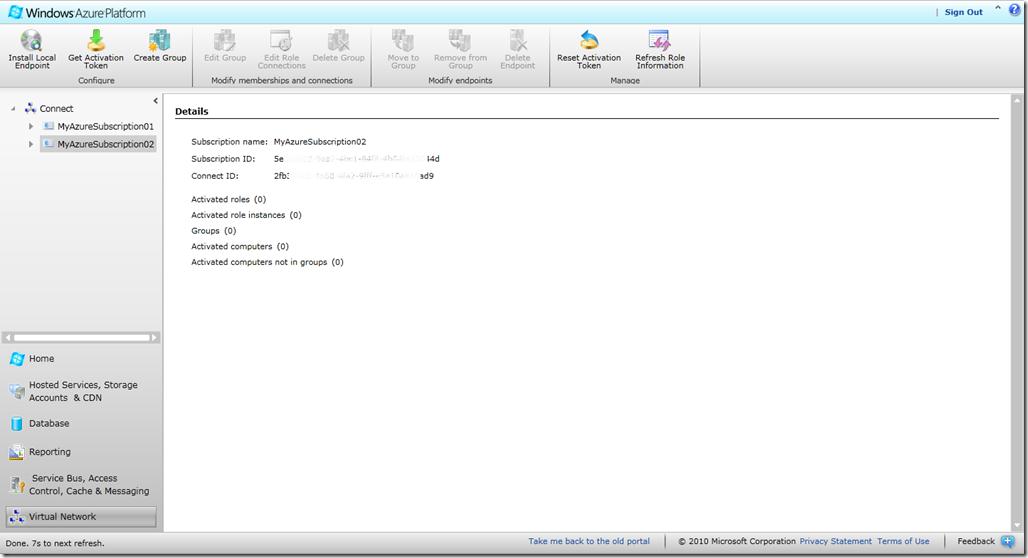 Windows Azure Platform
| Sign Out
Install Local Endpoint
Get Activation Token
Create Group
Configure
Edit Group
Edit Role Connections
Delete Group
Modify memberships and connections
Move to Group
Remove from Group
Delete Endpoint
Modify endpoints
Reset Activation Token
Refresh Role Information
Manage
Connect
MyAzureSubscription01
MyAzureSubscription02
Details
Subscription name: MyAzureSubscription02
Subscription ID: 5e 44d
Connect ID: 2fb ad9
Activated roles (0)
Activated role instances (0)
Groups (0)
Activated computers (0)
Activated computers not in groups (0)
Home
Hosted Services, Storage
Accounts & CDN
Database
Reporting
Service Bus, Access
Control, Cache & Messaging
Virtual Network
Done. 7s to next refresh.
Take me back to the old portal
© 2010 Microsoft Corporation Privacy Statement Terms of Use
Feedback